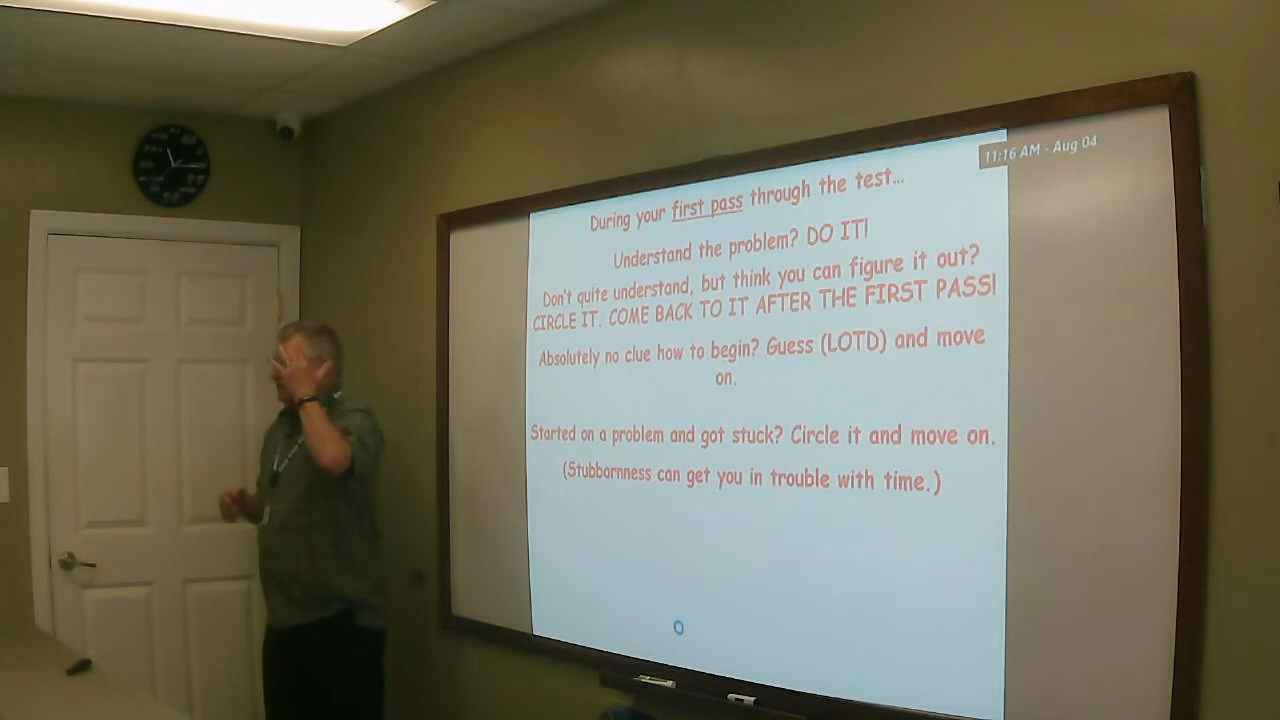 11:16 AM - Aug 04
During your first pass through the test...
Understand the problem? DO IT!
Don't quite understand, but think you can figure it out?
CIRCLE IT. COME BACK TO IT AFTER THE FIRST PASS!
Absolutely no clue how to begin? Guess (LOTD) and move
on.
Started on a problem and got stuck? Circle it and move on.
(Stubbornness can get you in trouble with time.)